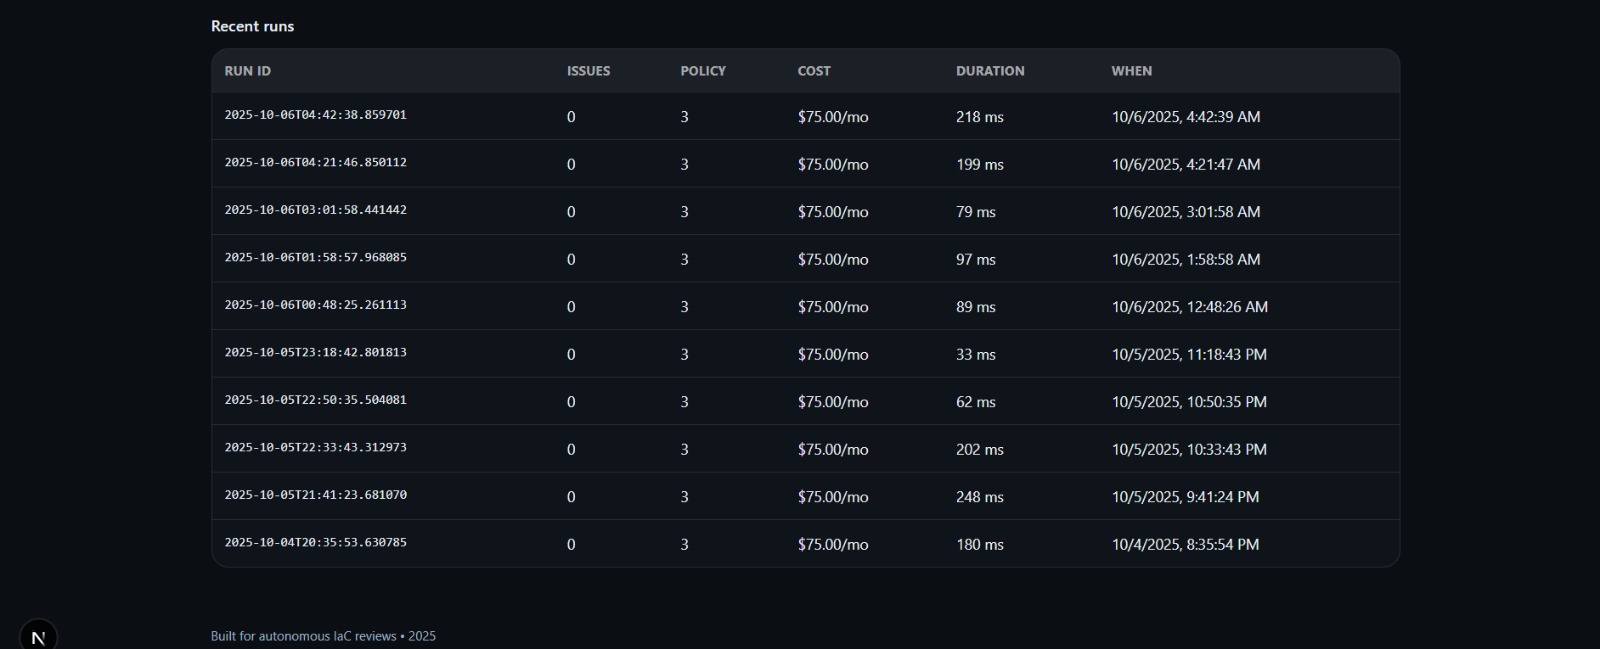 Recent runs
RUN ID ISSUES POLICY COST DURATION WHEN
2025-10-06T04:42:38.859701 0 3 $75.00/mo 218 ms 10/6/2025, 4:42:39 AM
2025-10-06T04:21:46.850112 0 3 $75.00/mo 199 ms 10/6/2025, 4:21:47 AM
2025-10-06T03:01:58.441442 0 3 $75.00/mo 79 ms 10/6/2025, 3:01:58 AM
2025-10-06T01:58:57.968085 0 3 $75.00/mo 97 ms 10/6/2025, 1:58:58 AM
2025-10-06T00:48:25.261113 0 3 $75.00/mo 89 ms 10/6/2025, 12:48:26 AM
2025-10-05T23:18:42.801813 0 3 $75.00/mo 33 ms 10/5/2025, 11:18:43 PM
2025-10-05T22:50:35.504081 0 3 $75.00/mo 62 ms 10/5/2025, 10:50:35 PM
2025-10-05T22:33:43.312973 0 3 $75.00/mo 202 ms 10/5/2025, 10:33:43 PM
2025-10-05T21:41:23.681070 0 3 $75.00/mo 248 ms 10/5/2025, 9:41:24 PM
2025-10-04T20:35:53.630785 0 3 $75.00/mo 180 ms 10/4/2025, 8:35:54 PM
Built for autonomous IaC reviews • 2025
N